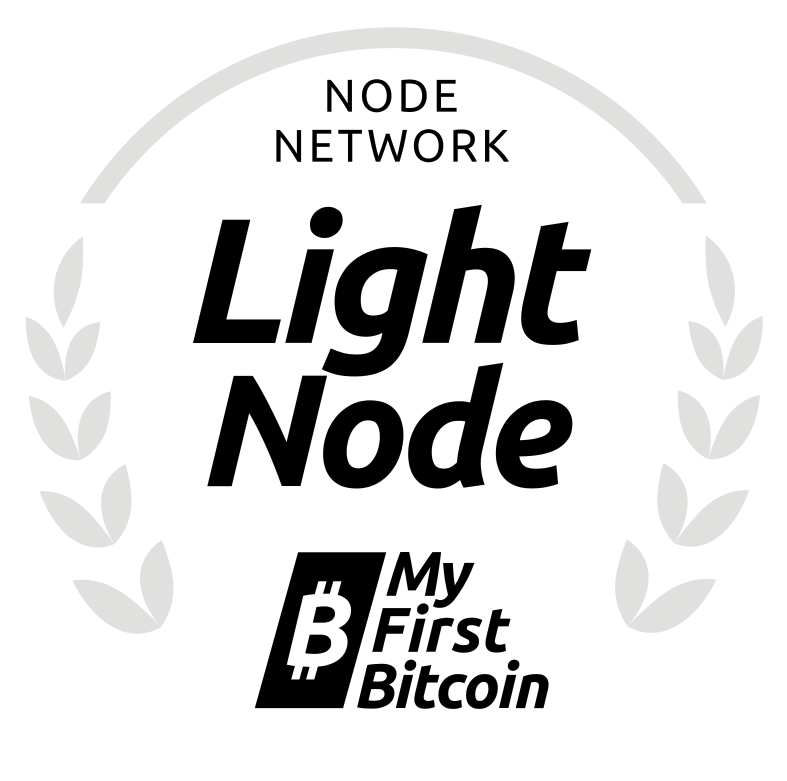 NODE
NETWORK
Light
Node
My
First
Bitcoin